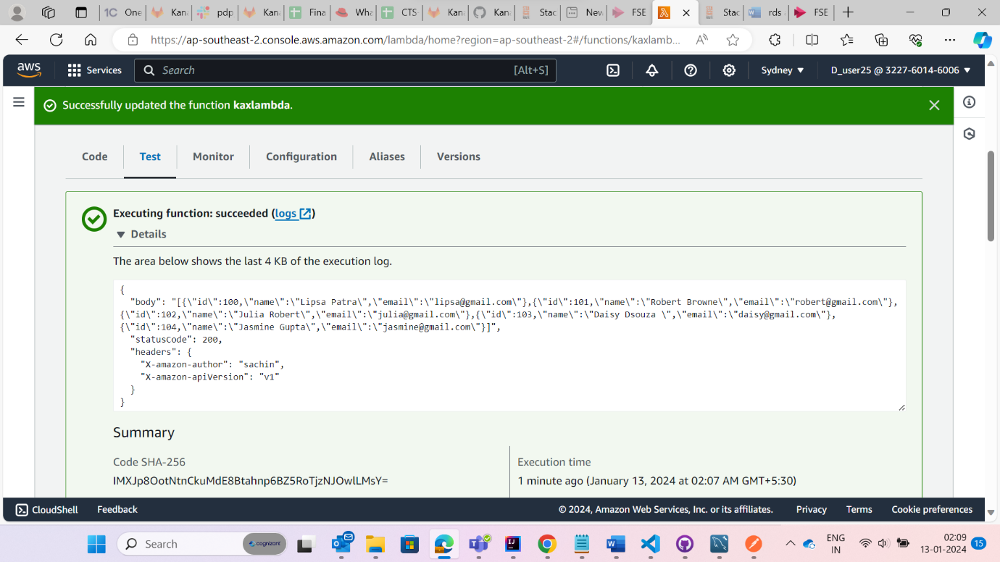 1C One
Kana
pdp
Kana
Fina
Wha
CTS-
Kana
Kana
Stac
New
FSE
Stac
rds
FSE
https://ap-southeast-2.console.aws.amazon.com/lambda/home?region=ap-southeast-2#/functions/kaxlamb...
aws
Services
Search
[Alt+S]
Sydney ▼
D_user25 @ 3227-6014-6006 ▼
Successfully updated the function kaxlambda.
Code
Test
Monitor
Configuration
Aliases
Versions
Executing function: succeeded (logs)
▼ Details
The area below shows the last 4 KB of the execution log.
{
"body": "[{\"id\":100,\"name\":\"Lipsa Patra\",\"email\":\"lipsa@gmail.com\"},{\"id\":101,\"name\":\"Robert Browne\",\"email\":\"robert@gmail.com\"},
{\"id\":102,\"name\":\"Julia Robert\",\"email\":\"julia@gmail.com\"},{\"id\":103,\"name\":\"Daisy Dsouza \",\"email\":\"daisy@gmail.com\"},
{\"id\":104,\"name\":\"Jasmine Gupta\",\"email\":\"jasmine@gmail.com\"}]",
"statusCode": 200,
"headers": {
"X-amazon-author": "sachin",
"X-amazon-apiVersion": "v1"
}
}
Summary
Code SHA-256
IMXJp8OotNtnCkuMdE8Btahnp6BZ5RoTjzNJOwlLMsY=
Execution time
1 minute ago (January 13, 2024 at 02:07 AM GMT+5:30)
CloudShell
Feedback
© 2024, Amazon Web Services, Inc. or its affiliates.
Privacy
Terms
Cookie preferences
Search
cognizant
ENG
IN
02:09
13-01-2024
15